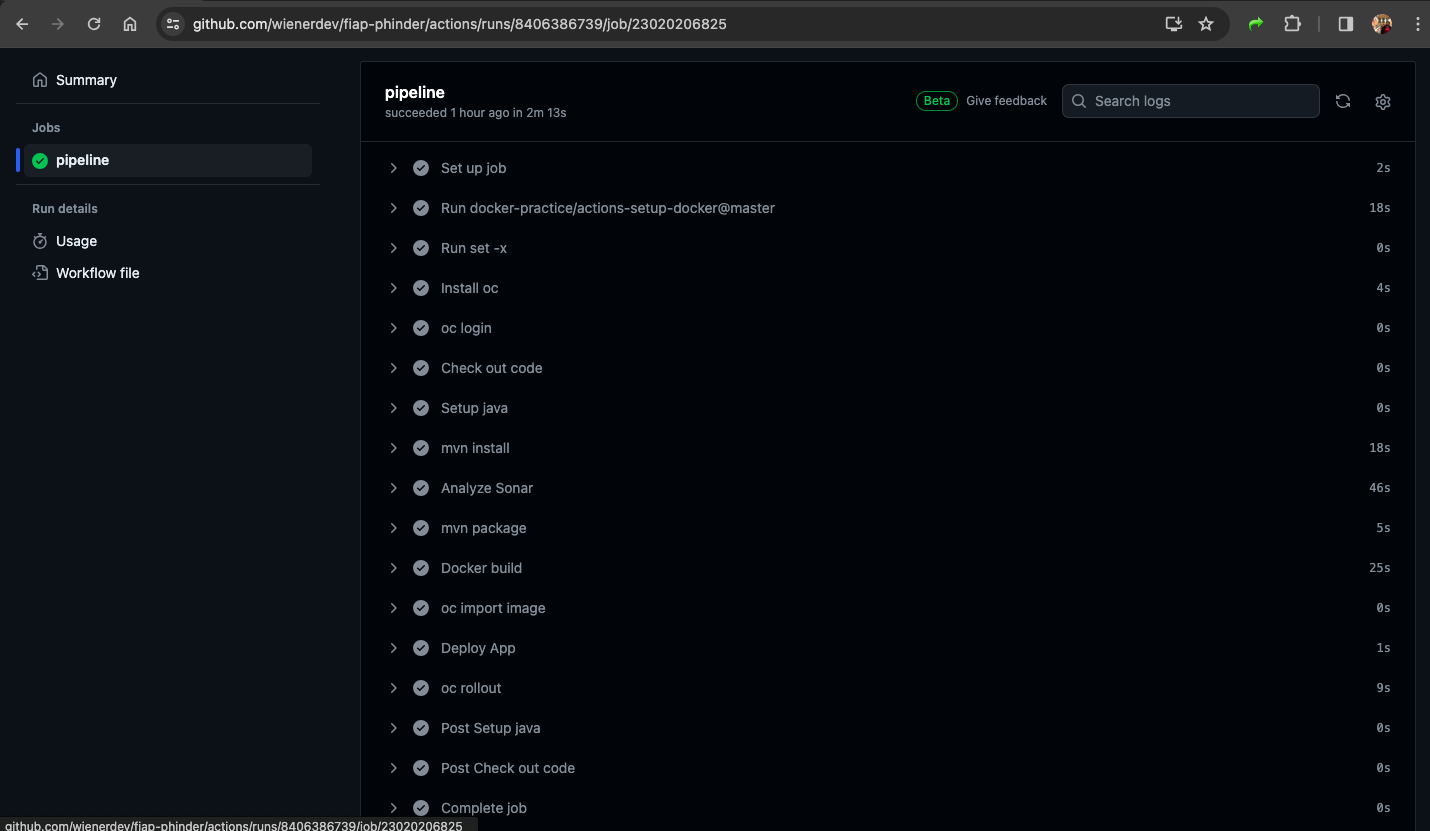 github.com/wienerdev/fiap-phinder/actions/runs/8406386739/job/23020206825
Summary
Jobs
pipeline
Run details
Usage
Workflow file
pipeline
succeeded 1 hour ago in 2m 13s
Beta Give feedback Search logs
Set up job 2s
Run docker-practice/actions-setup-docker@master 18s
Run set -x 0s
Install oc 4s
oc login 0s
Check out code 0s
Setup java 0s
mvn install 18s
Analyze Sonar 46s
mvn package 5s
Docker build 25s
oc import image 0s
Deploy App 1s
oc rollout 9s
Post Setup java 0s
Post Check out code 0s
Complete job 0s
github.com/wienerdev/fiap-phinder/actions/runs/8406386739/job/23020206825